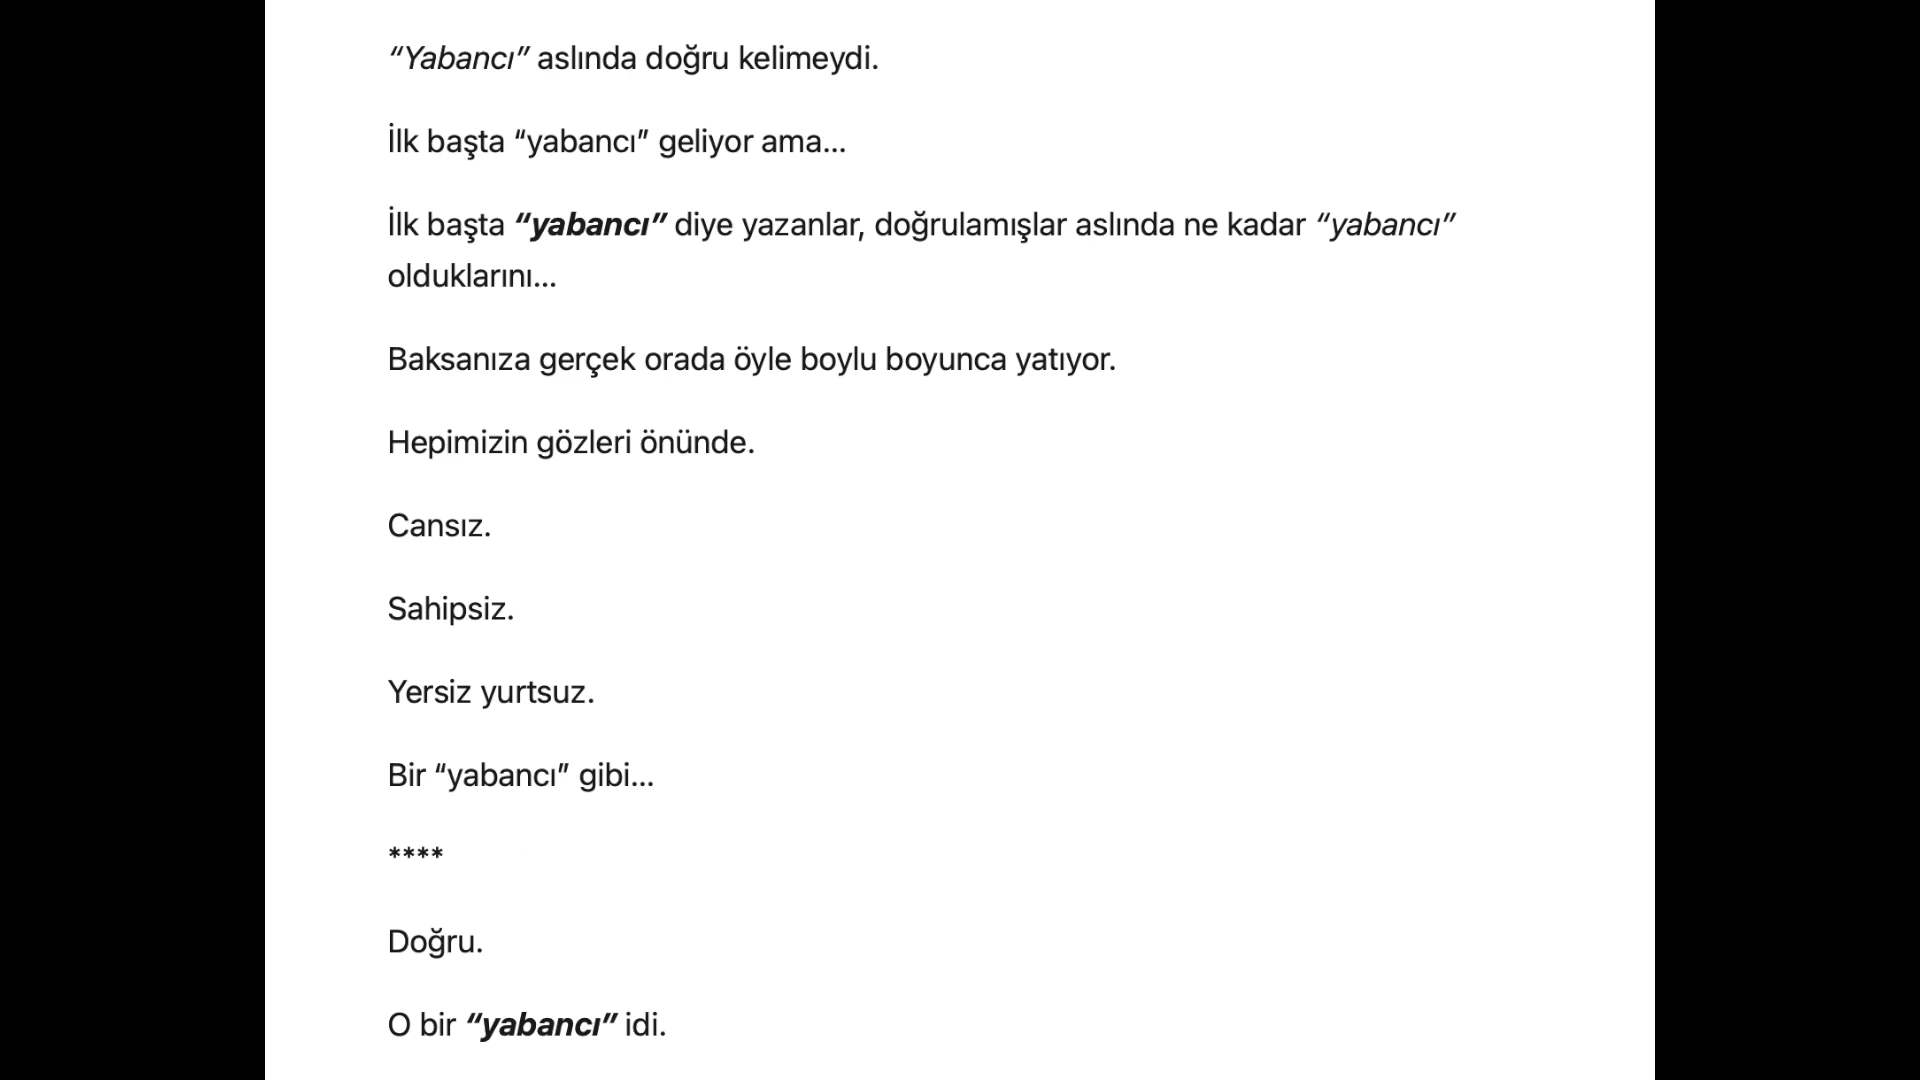 “Yabancı” aslında doğru kelimeydi.
İlk başta “yabancı” geliyor ama...
İlk başta “yabancı” diye yazanlar, doğrulamışlar aslında ne kadar “yabancı”
olduklarını...
Baksanıza gerçek orada öyle boylu boyunca yatıyor.
Hepimizin gözleri önünde.
Cansız.
Sahipsiz.
Yersiz yurtsuz.
Bir “yabancı” gibi...
****
Doğru.
O bir “yabancı” idi.